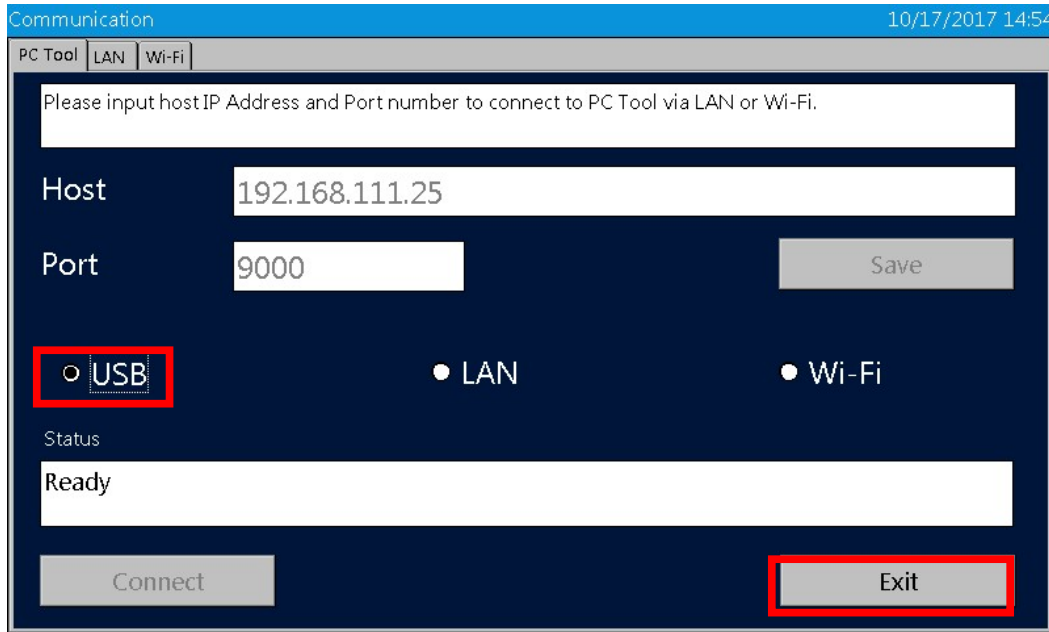 Communication 10/17/2017 14:54
PC Tool LAN Wi-Fi
Please input host IP Address and Port number to connect to PC Tool via LAN or Wi-Fi.
Host 192.168.111.25
Port 9000 Save
USB LAN Wi-Fi
Status
Ready
Connect Exit